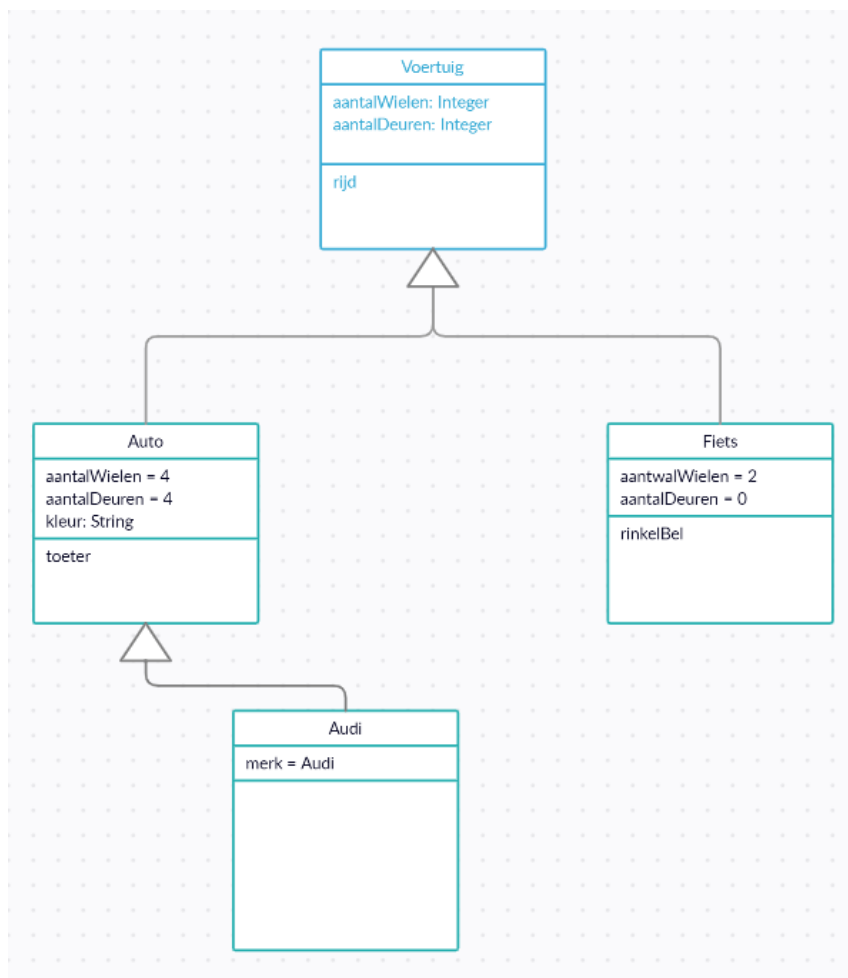 Voertuig
aantalWielen: Integer
aantalDeuren: Integer
rijd
Auto
aantalWielen = 4
aantalDeuren = 4
kleur: String
toeter
Fiets
aantwalWielen = 2
aantalDeuren = 0
rinkelBel
Audi
merk = Audi